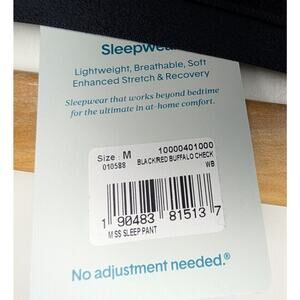 Sleepwear
Lightweight, Breathable, Soft
Enhanced Stretch & Recovery
Sleepwear that works beyond bedtime
for the ultimate in at-home comfort.
Size M 10000401000
010588 BLACK/RED BUFFALO CHECK
WB
1 90483 81513 7
MSS SLEEP PANT
No adjustment needed.®